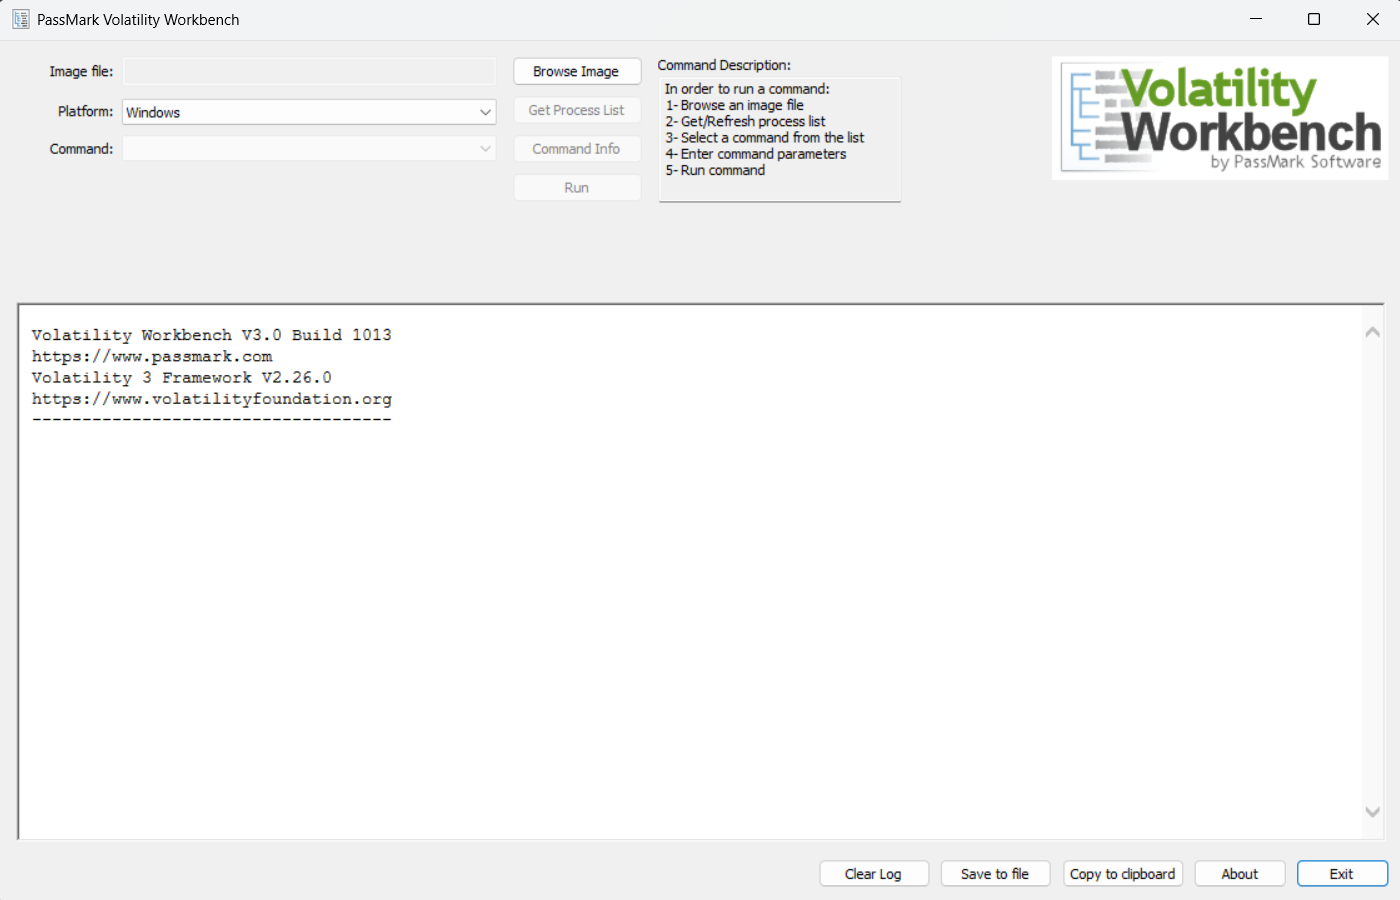 PassMark Volatility Workbench
Image file:
Browse Image
Platform:
Windows
Get Process List
Command:
Command Info
Run
Command Description:
In order to run a command:
1- Browse an image file
2- Get/Refresh process list
3- Select a command from the list
4- Enter command parameters
5- Run command
Volatility
Workbench
by PassMark Software
Volatility Workbench V3.0 Build 1013
https://www.passmark.com
Volatility 3 Framework V2.26.0
https://www.volatilityfoundation.org
------------------------------------
Clear Log
Save to file
Copy to clipboard
About
Exit